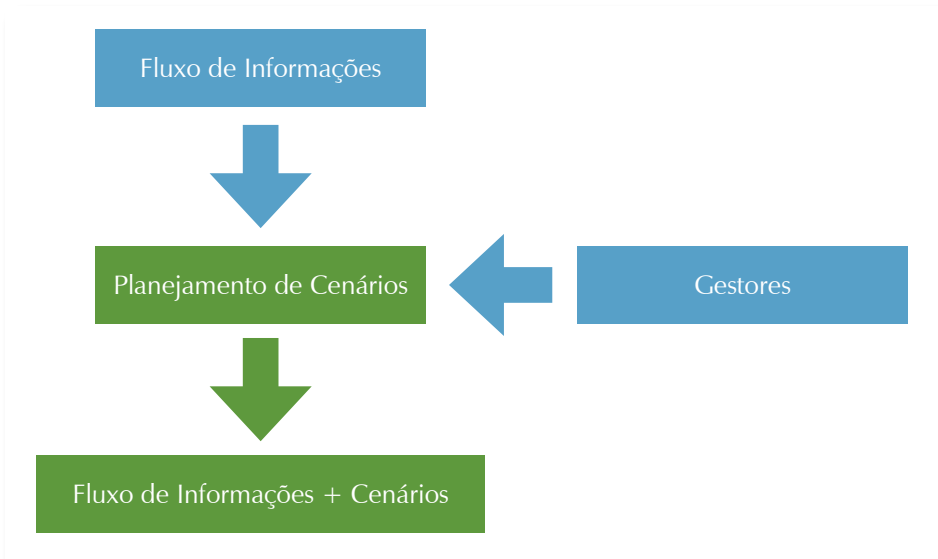 Fluxo de Informações
Planejamento de Cenários
Gestores
Fluxo de Informações + Cenários